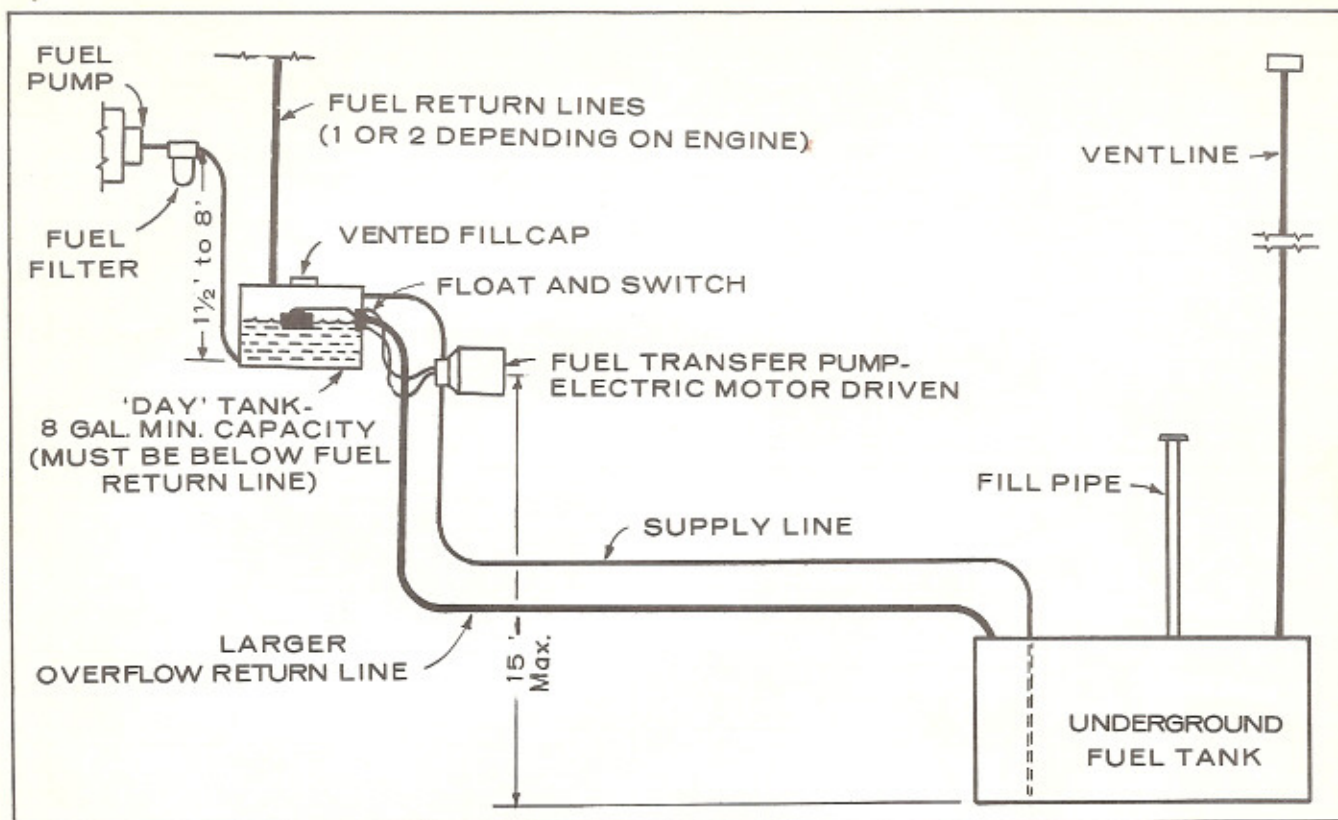 FUEL
PUMP
FUEL RETURN LINES
(1 OR 2 DEPENDING ON ENGINE)
VENT LINE
FUEL
FILTER
1½' to 8'
VENTED FILLCAP
FLOAT AND SWITCH
FUEL TRANSFER PUMP-
ELECTRIC MOTOR DRIVEN
'DAY' TANK-
8 GAL. MIN. CAPACITY
(MUST BE BELOW FUEL
RETURN LINE)
FILL PIPE
SUPPLY LINE
LARGER
OVERFLOW RETURN LINE
15'
Max.
UNDERGROUND
FUEL TANK